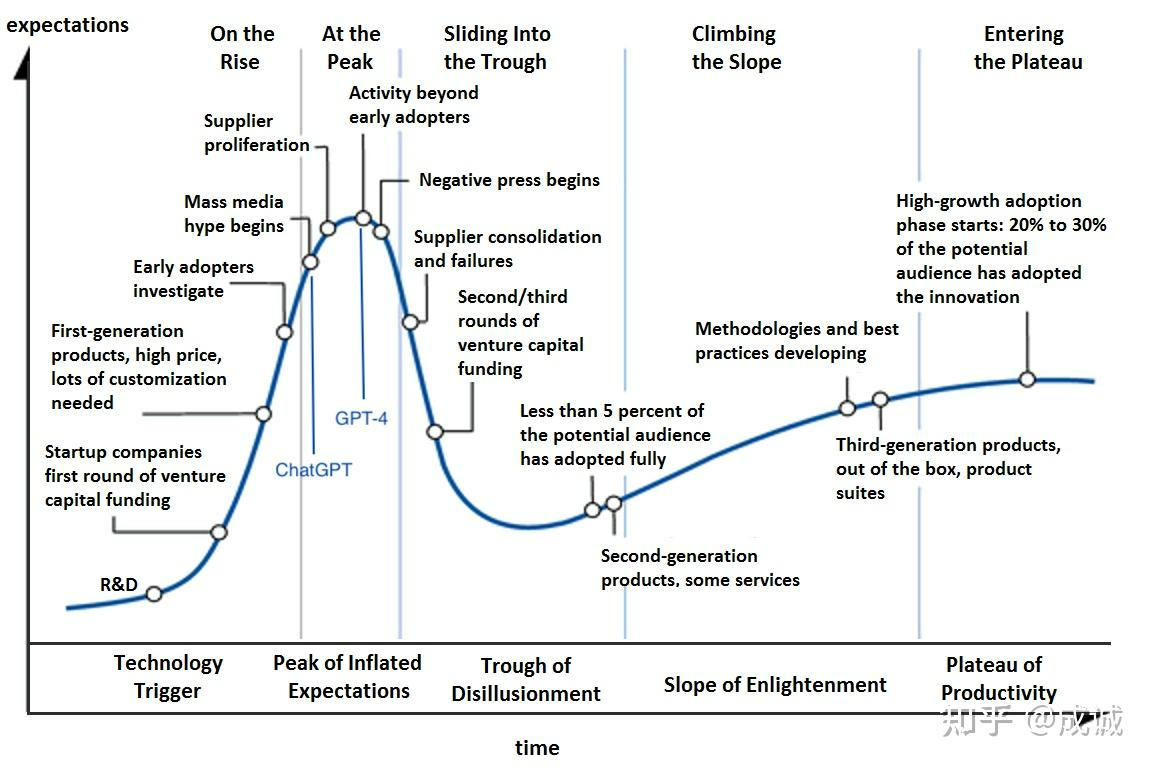 expectations
On the
Rise
At the
Peak
Sliding Into
the Trough
Climbing
the Slope
Entering
the Plateau
Activity beyond
early adopters
Supplier
proliferation
Negative press begins
Mass media
hype begins
High-growth adoption
phase starts: 20% to 30%
of the potential
audience has adopted
the innovation
Supplier consolidation
and failures
Early adopters
investigate
Second/third
rounds of
venture capital
funding
First-generation
products, high price,
lots of customization
needed
Methodologies and best
practices developing
GPT-4
Less than 5 percent of
the potential audience
has adopted fully
ChatGPT
Startup companies
first round of venture
capital funding
Third-generation products,
out of the box, product
suites
R&D
Second-generation
products, some services
Technology
Trigger
Peak of Inflated
Expectations
Trough of
Disillusionment
Slope of Enlightenment
Plateau of
Productivity
知乎 @成诚
time